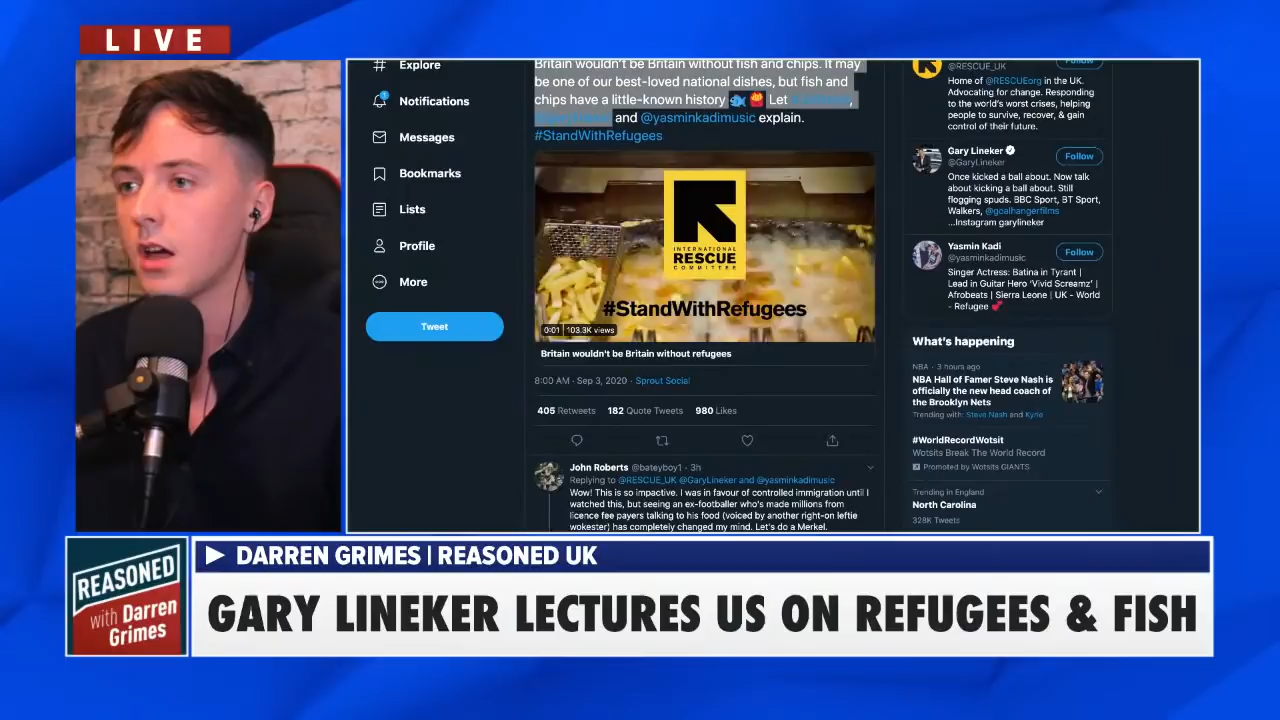 LIVE
Explore
Notifications
Messages
Bookmarks
Lists
Profile
More
Tweet
Britain wouldn't be Britain without fish and chips. It may
be one of our best-loved national dishes, but fish and
chips have a little-known history 🐟🍟 Let
and @yasminkadimusic explain.
#StandWithRefugees
INTERNATIONAL
RESCUE
COMMITTEE
#StandWithRefugees
0:01 103.3K views
Britain wouldn't be Britain without refugees
8:00 AM · Sep 3, 2020 · Sprout Social
405 Retweets 182 Quote Tweets 980 Likes
John Roberts @bateyboy1 · 3h
Replying to @RESCUE_UK @GaryLineker and @yasminkadimusic
Wow! This is so impactive. I was in favour of controlled immigration until I
watched this, but seeing an ex-footballer who's made millions from
licence fee payers talking to his food (voiced by another right-on leftie
wokester) has completely changed my mind. Let's do a Merkel.
@RESCUE_UK
Follow
Home of @RESCUEorg in the UK.
Advocating for change. Responding
to the world's worst crises, helping
people to survive, recover, & gain
control of their future.
Gary Lineker
@GaryLineker
Follow
Once kicked a ball about. Now talk
about kicking a ball about. Still
flogging spuds. BBC Sport, BT Sport,
Walkers, @goalhangerfilms
...Instagram garylineker
Yasmin Kadi
@yasminkadimusic
Follow
Singer Actress: Batina in Tyrant |
Lead in Guitar Hero 'Vivid Screamz' |
Afrobeats | Sierra Leone | UK - World
- Refugee 💕
What's happening
NBA · 3 hours ago
NBA Hall of Famer Steve Nash is
officially the new head coach of
the Brooklyn Nets
Trending with: Steve Nash and Kyrie
#WorldRecordWotsit
Wotsits Break The World Record
Promoted by Wotsits GIANTS
Trending in England
North Carolina
328K Tweets
REASONED
with Darren
Grimes
DARREN GRIMES | REASONED UK
GARY LINEKER LECTURES US ON REFUGEES & FISH